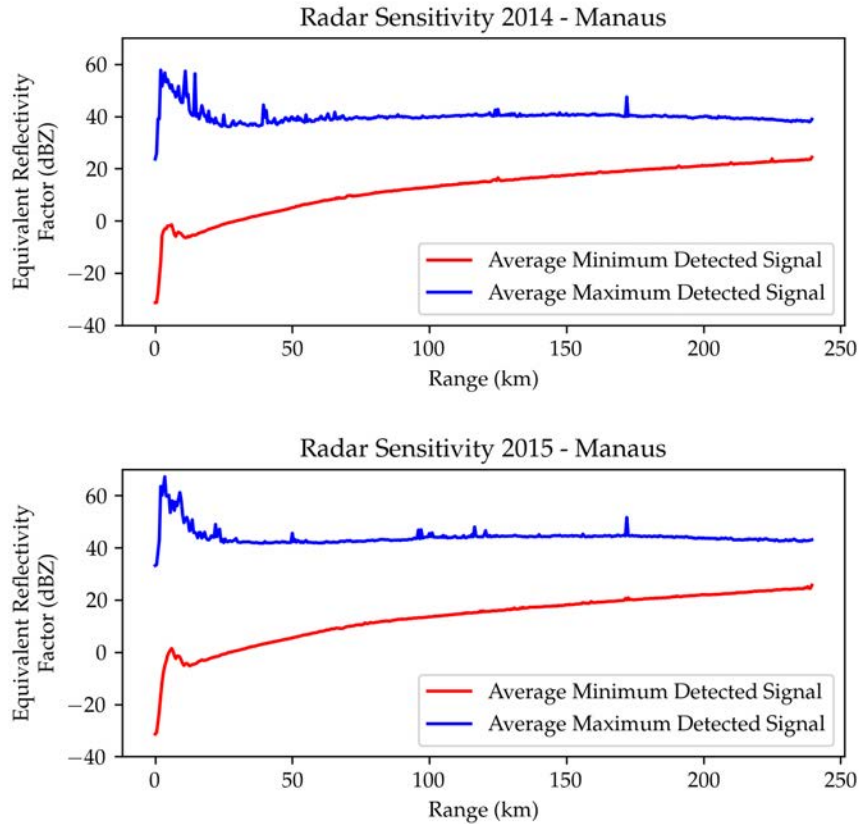 Radar Sensitivity 2014 - Manaus
Equivalent Reflectivity
Factor (dBZ)
60
40
20
0
−20
−40
Average Minimum Detected Signal
Average Maximum Detected Signal
0 50 100 150 200 250
Range (km)
Radar Sensitivity 2015 - Manaus
Equivalent Reflectivity
Factor (dBZ)
60
40
20
0
−20
−40
Average Minimum Detected Signal
Average Maximum Detected Signal
0 50 100 150 200 250
Range (km)